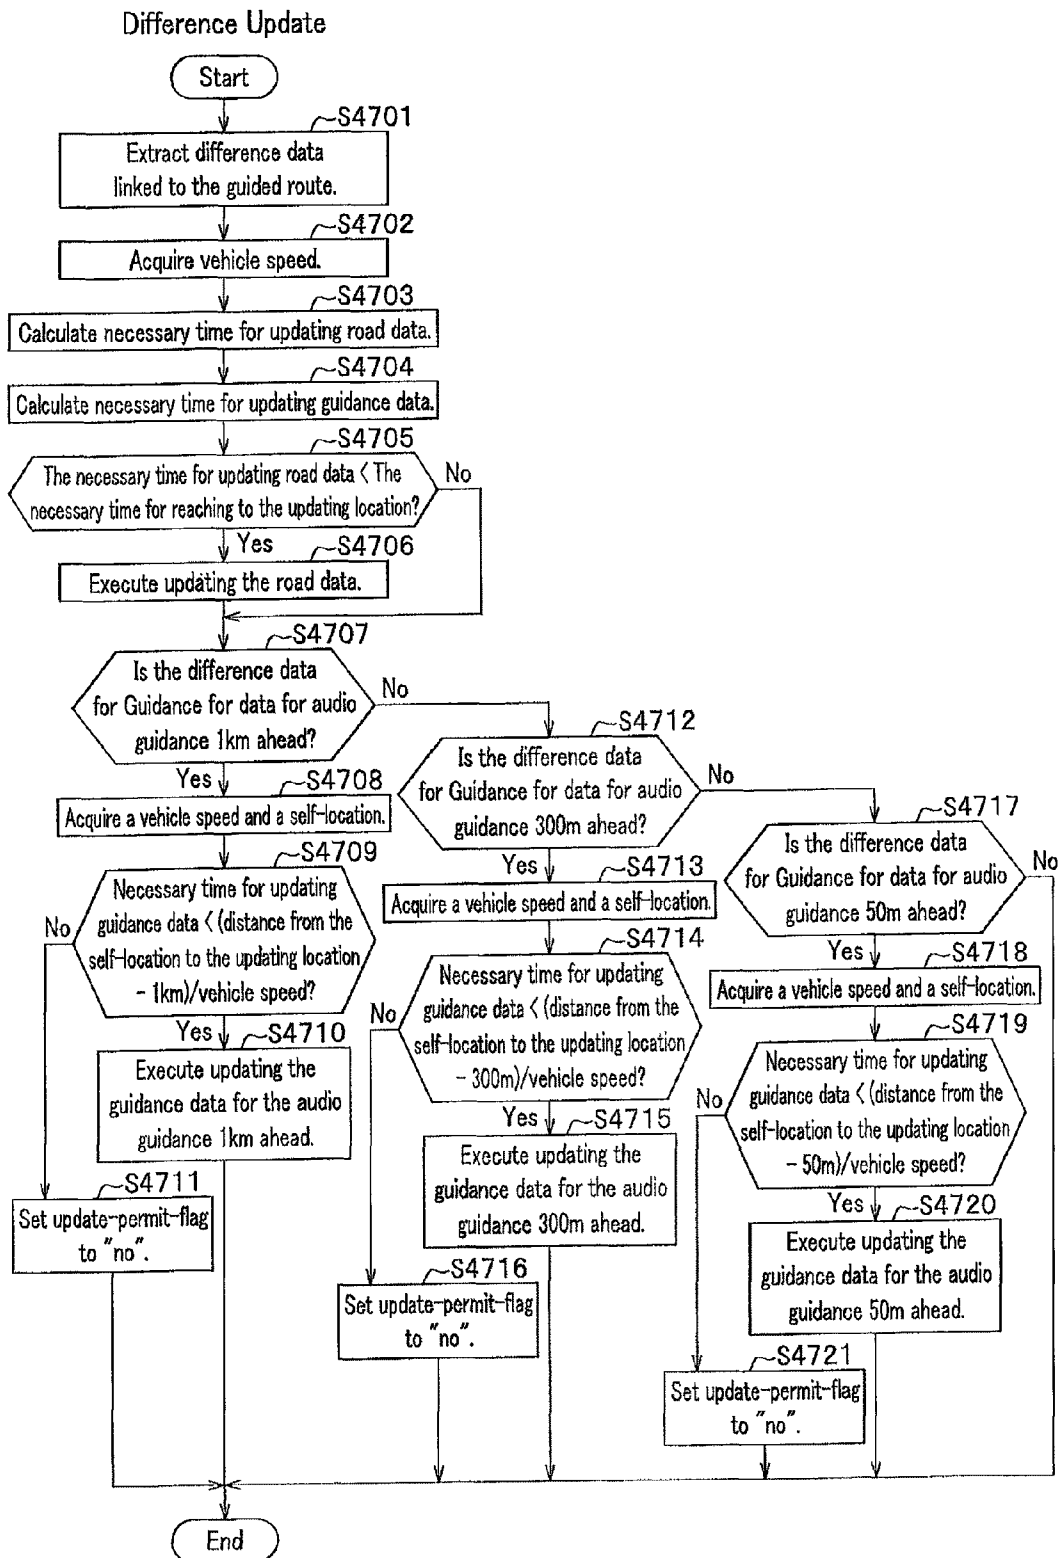 Difference Update
Start
S4701
Extract difference data
linked to the guided route.
S4702
Acquire vehicle speed.
S4703
Calculate necessary time for updating road data.
S4704
Calculate necessary time for updating guidance data.
S4705
The necessary time for updating road data < The
necessary time for reaching to the updating location?
No
Yes
S4706
Execute updating the road data.
S4707
Is the difference data
for Guidance for data for audio
guidance 1km ahead?
No
Yes
S4708
Acquire a vehicle speed and a self-location.
S4709
Necessary time for updating
guidance data < (distance from the
self-location to the updating location
- 1km)/vehicle speed?
No
Yes
S4710
Execute updating the
guidance data for the audio
guidance 1km ahead.
S4711
Set update-permit-flag
to "no".
S4712
Is the difference data
for Guidance for data for audio
guidance 300m ahead?
No
Yes
S4713
Acquire a vehicle speed and a self-location.
S4714
Necessary time for updating
guidance data < (distance from the
self-location to the updating location
- 300m)/vehicle speed?
No
Yes
S4715
Execute updating the
guidance data for the audio
guidance 300m ahead.
S4716
Set update-permit-flag
to "no".
S4717
Is the difference data
for Guidance for data for audio
guidance 50m ahead?
No
Yes
S4718
Acquire a vehicle speed and a self-location.
S4719
Necessary time for updating
guidance data < (distance from the
self-location to the updating location
- 50m)/vehicle speed?
No
Yes
S4720
Execute updating the
guidance data for the audio
guidance 50m ahead.
S4721
Set update-permit-flag
to "no".
End